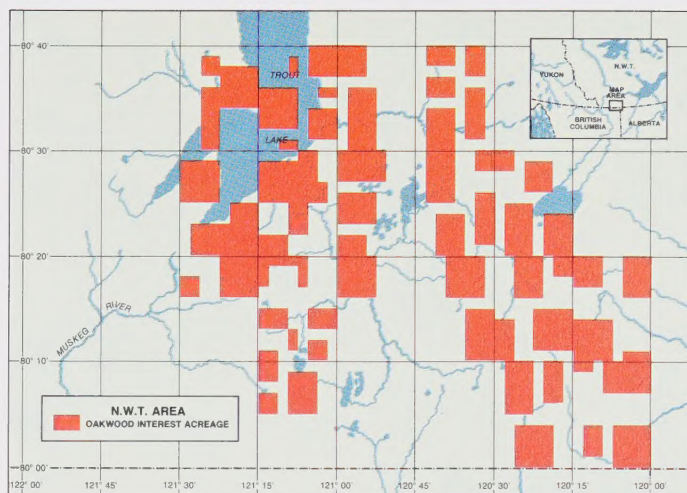 80° 40'
TROUT
LAKE
80° 30'
80° 20'
80° 10'
80° 00'
MUSKEG RIVER
YUKON
N.W.T.
MAP
AREA
BRITISH
COLUMBIA
ALBERTA
N.W.T. AREA
OAKWOOD INTEREST ACREAGE
122° 00'
121° 45'
121° 30'
121° 15'
121° 00'
120° 45'
120° 30'
120° 15'
120° 00'